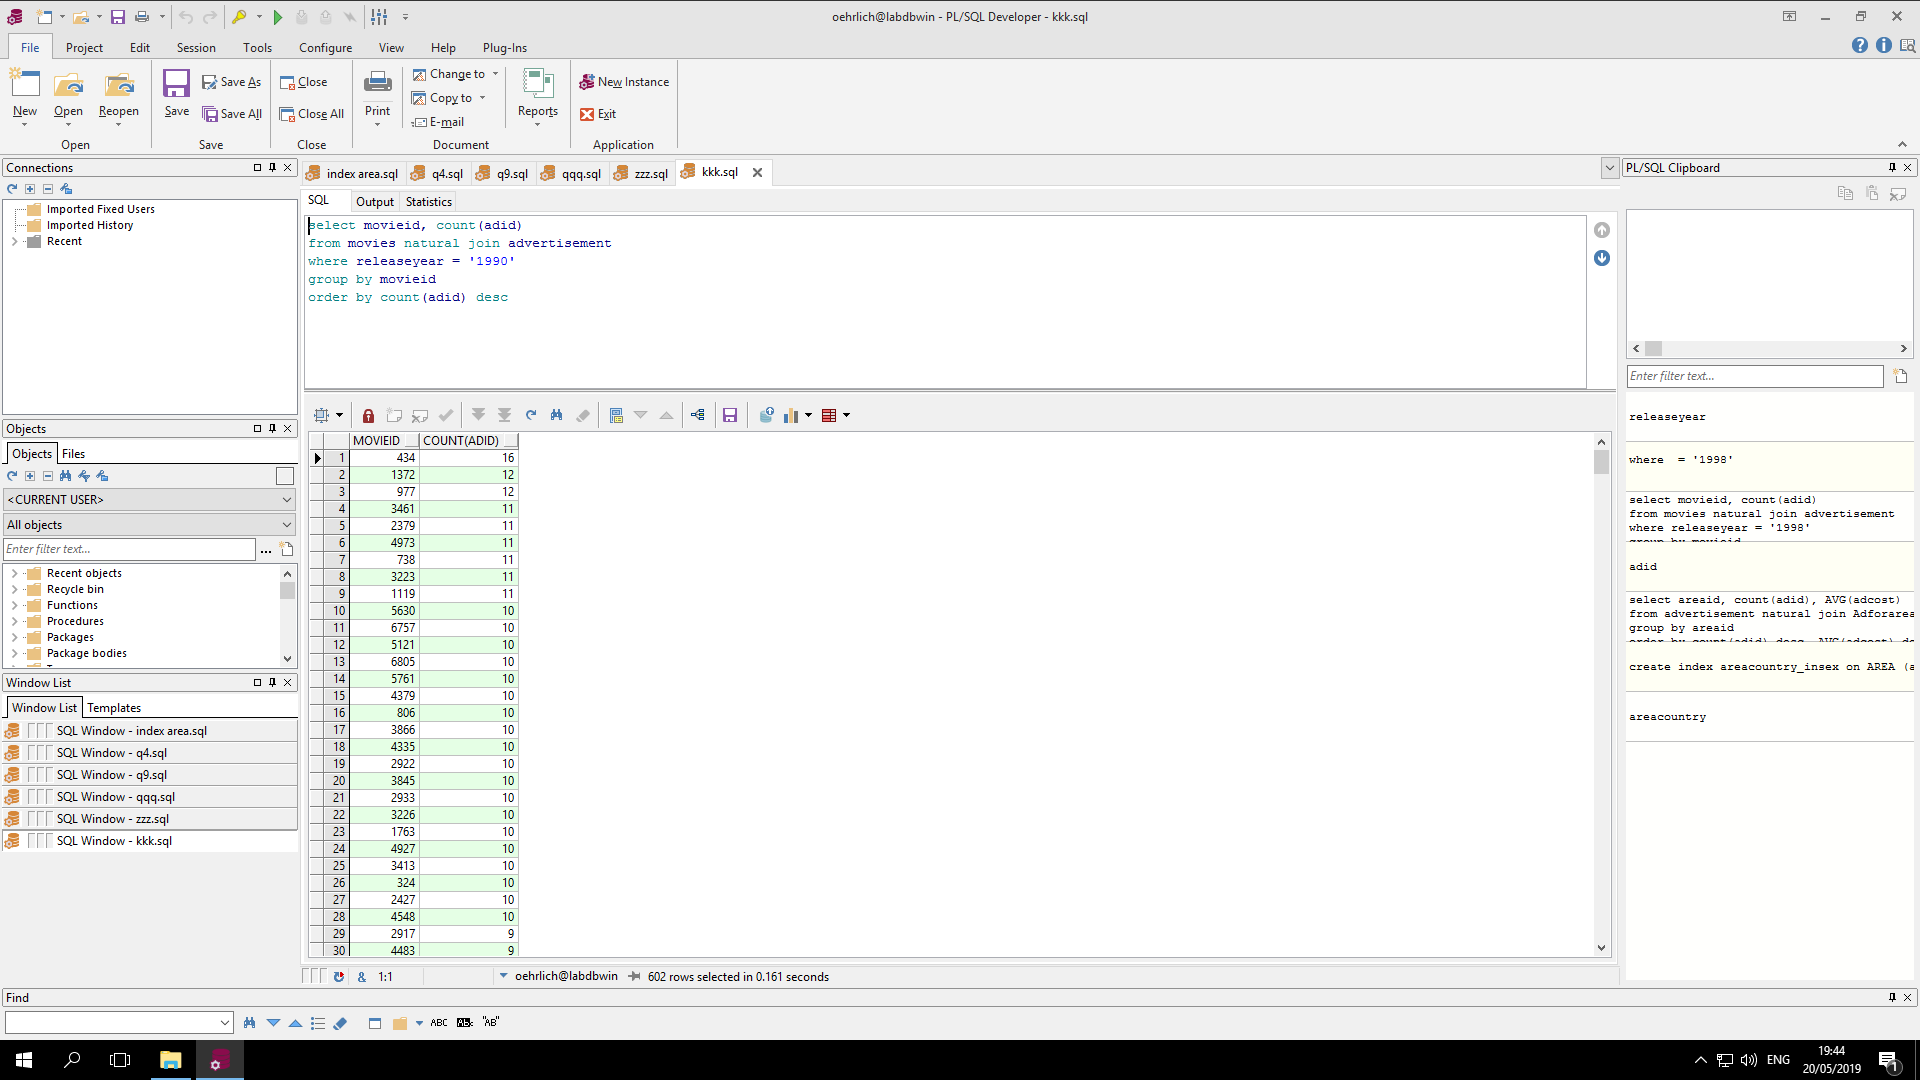 oehrlich@labdbwin - PL/SQL Developer - kkk.sql
File Project Edit Session Tools Configure View Help Plug-Ins
New Open Reopen Save Save As Save All Close Close All Print Change to Copy to E-mail Reports New Instance Exit
Open Save Close Document Application
Connections
Imported Fixed Users
Imported History
Recent
Objects
Objects Files
<CURRENT USER>
All objects
Enter filter text...
...
Recent objects
Recycle bin
Functions
Procedures
Packages
Package bodies
Window List
Window List Templates
SQL Window - index area.sql
SQL Window - q4.sql
SQL Window - q9.sql
SQL Window - qqq.sql
SQL Window - zzz.sql
SQL Window - kkk.sql
index area.sql q4.sql q9.sql qqq.sql zzz.sql kkk.sql
SQL Output Statistics
select movieid, count(adid)
from movies natural join advertisement
where releaseyear = '1990'
group by movieid
order by count(adid) desc
MOVIEID COUNT(ADID)
1 434 16
2 1372 12
3 977 12
4 3461 11
5 2379 11
6 4973 11
7 738 11
8 3223 11
9 1119 11
10 5630 10
11 6757 10
12 5121 10
13 6805 10
14 5761 10
15 4379 10
16 806 10
17 3866 10
18 4335 10
19 2922 10
20 3845 10
21 2933 10
22 3226 10
23 1763 10
24 4927 10
25 3413 10
26 324 10
27 2427 10
28 4548 10
29 2917 9
30 4483 9
& 1:1 oehrlich@labdbwin 602 rows selected in 0.161 seconds
PL/SQL Clipboard
Enter filter text...
releaseyear
where  = '1998'
select movieid, count(adid)
from movies natural join advertisement
where releaseyear = '1998'
group by movieid
adid
select areaid, count(adid), AVG(adcost)
from advertisement natural join Adforarea
group by areaid
order by count(adid) desc, AVG(adcost) de
create index areacountry_insex on AREA (a
areacountry
Find
ABC "AB"
ENG
19:44
20/05/2019
1